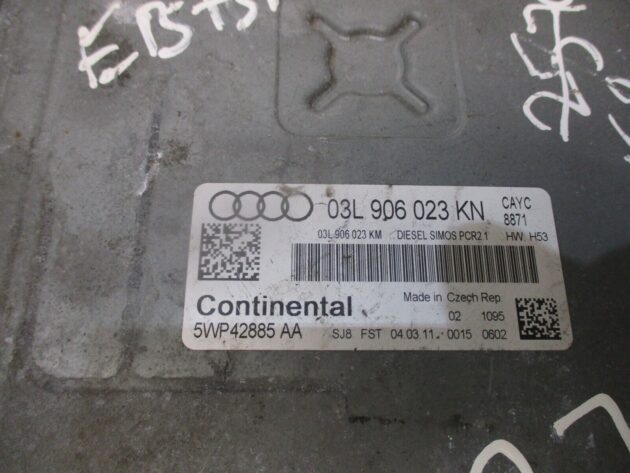 257
03L 906 023 KN CAYC
8871
03L 906 023 KM DIESEL SIMOS PCR2.1 HW H53
Continental Made in Czech Rep.
02 1095
5WP42885 AA SJ8 FST 04.03.11 0015 0602